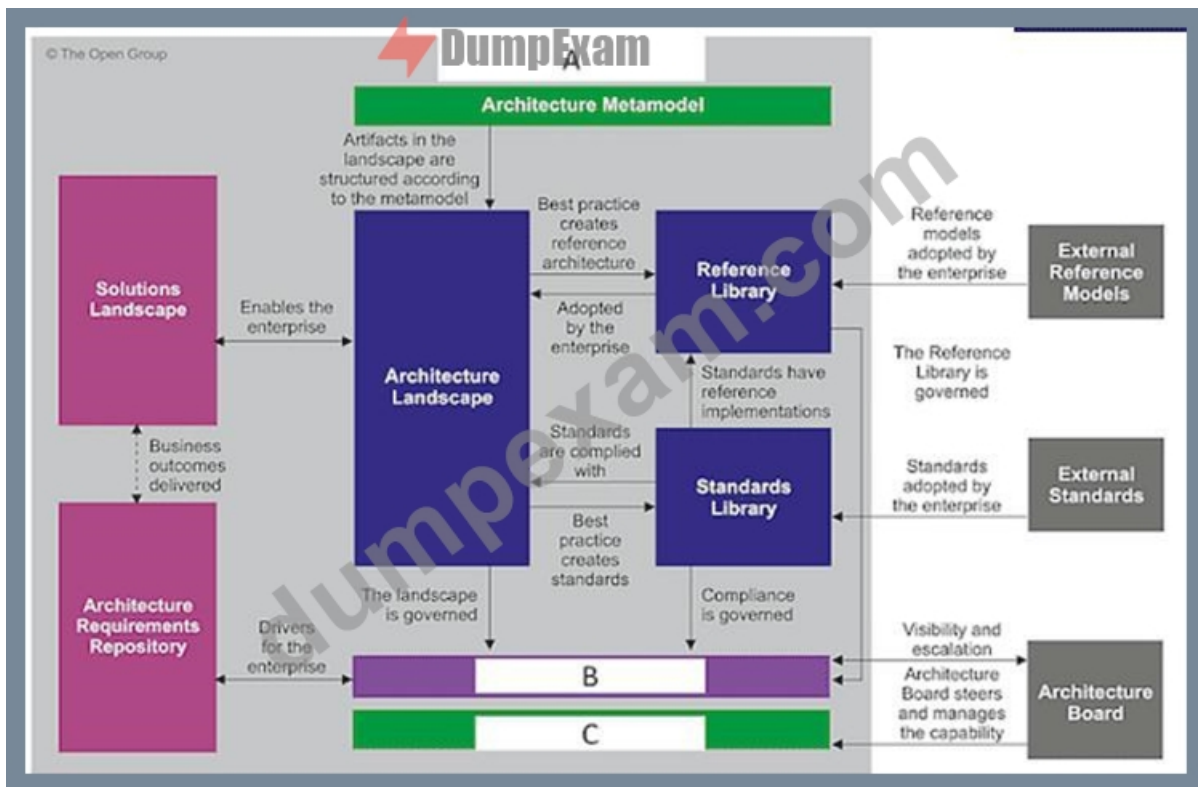 © The Open Group
DumpExam
A
Architecture Metamodel
Artifacts in the
landscape are
structured according
to the metamodel
Best practice
creates
reference
architecture
Reference
models
adopted by
the enterprise
External
Reference
Models
Solutions
Landscape
Enables the
enterprise
Reference
Library
Adopted
by the
enterprise
Architecture
Landscape
Standards have
reference
implementations
The Reference
Library is
governed
Business
outcomes
delivered
Standards
are complied
with
Standards
Library
Standards
adopted by
the enterprise
External
Standards
Best
practice
creates
standards
Architecture
Requirements
Repository
The landscape
is governed
Compliance
is governed
Drivers
for the
enterprise
Visibility and
escalation
B
Architecture
Board steers
and manages
the capability
Architecture
Board
C
dumpexam.com